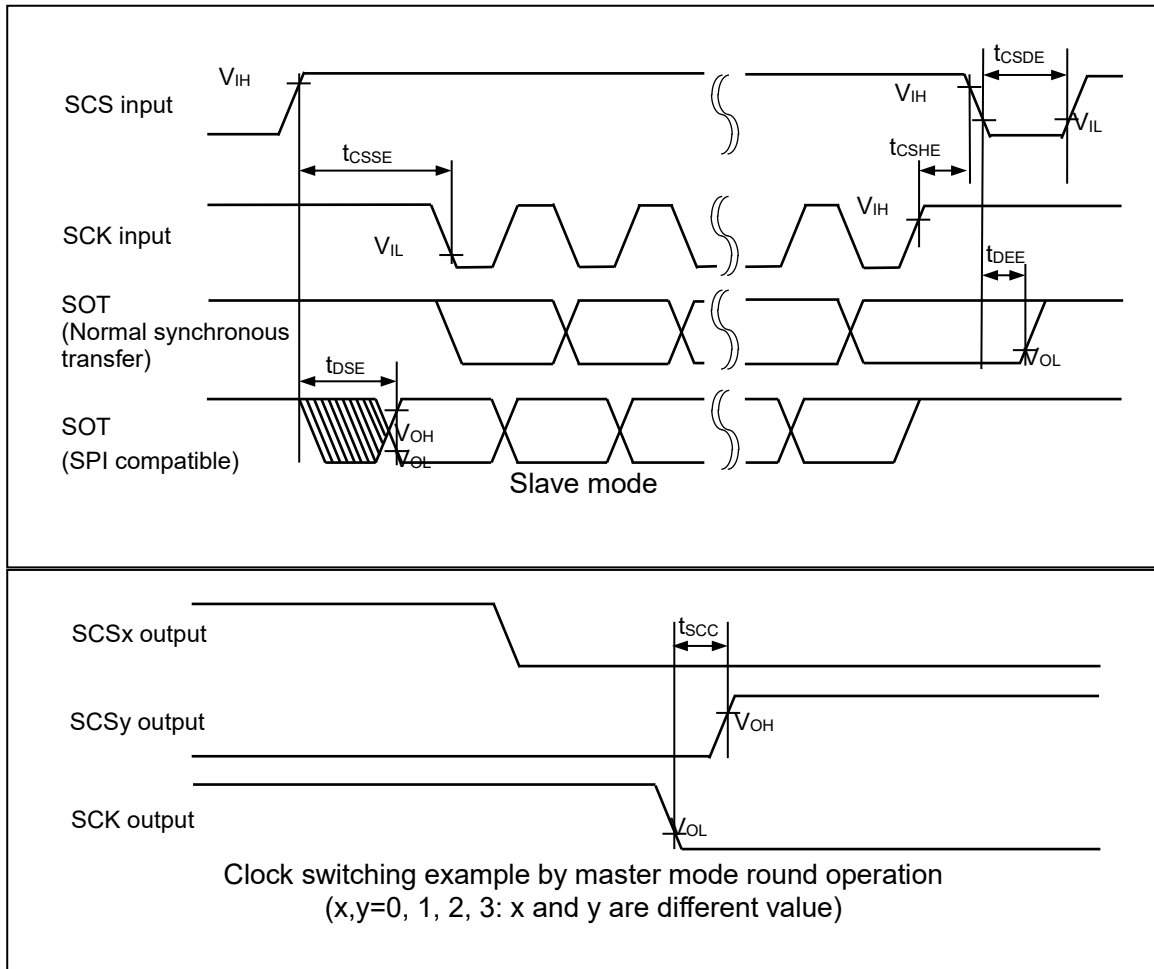 SCS input
VIH
VIH
tCSDE
VIL
tCSSE
tCSHE
SCK input
VIL
VIH
tDEE
SOT
(Normal synchronous
transfer)
VOL
tDSE
SOT
(SPI compatible)
VOH
VOL
Slave mode
SCSx output
tSCC
SCSy output
VOH
SCK output
VOL
Clock switching example by master mode round operation
(x,y=0, 1, 2, 3: x and y are different value)